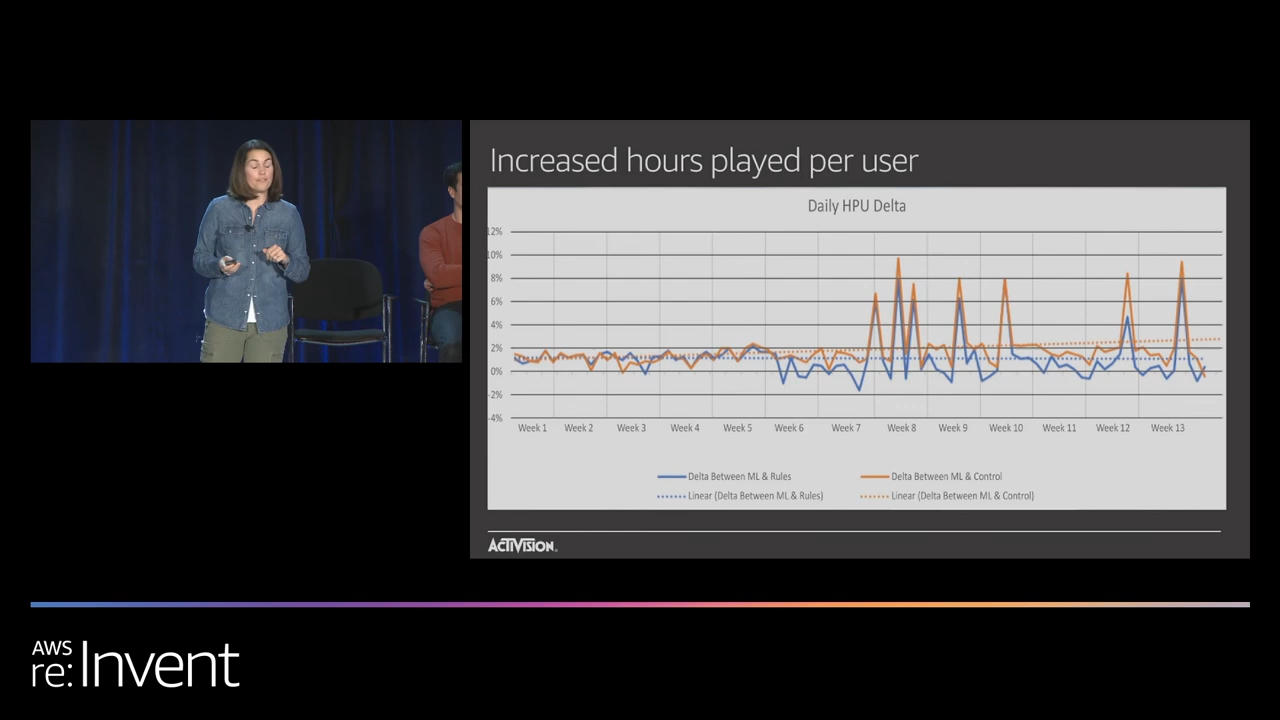 Increased hours played per user
Daily HPU Delta
12%
10%
8%
6%
4%
2%
0%
-2%
-4%
Week 1 Week 2 Week 3 Week 4 Week 5 Week 6 Week 7 Week 8 Week 9 Week 10 Week 11 Week 12 Week 13
Delta Between ML & Rules Delta Between ML & Control
Linear (Delta Between ML & Rules) Linear (Delta Between ML & Control)
ACTIVISION.
AWS
re:Invent